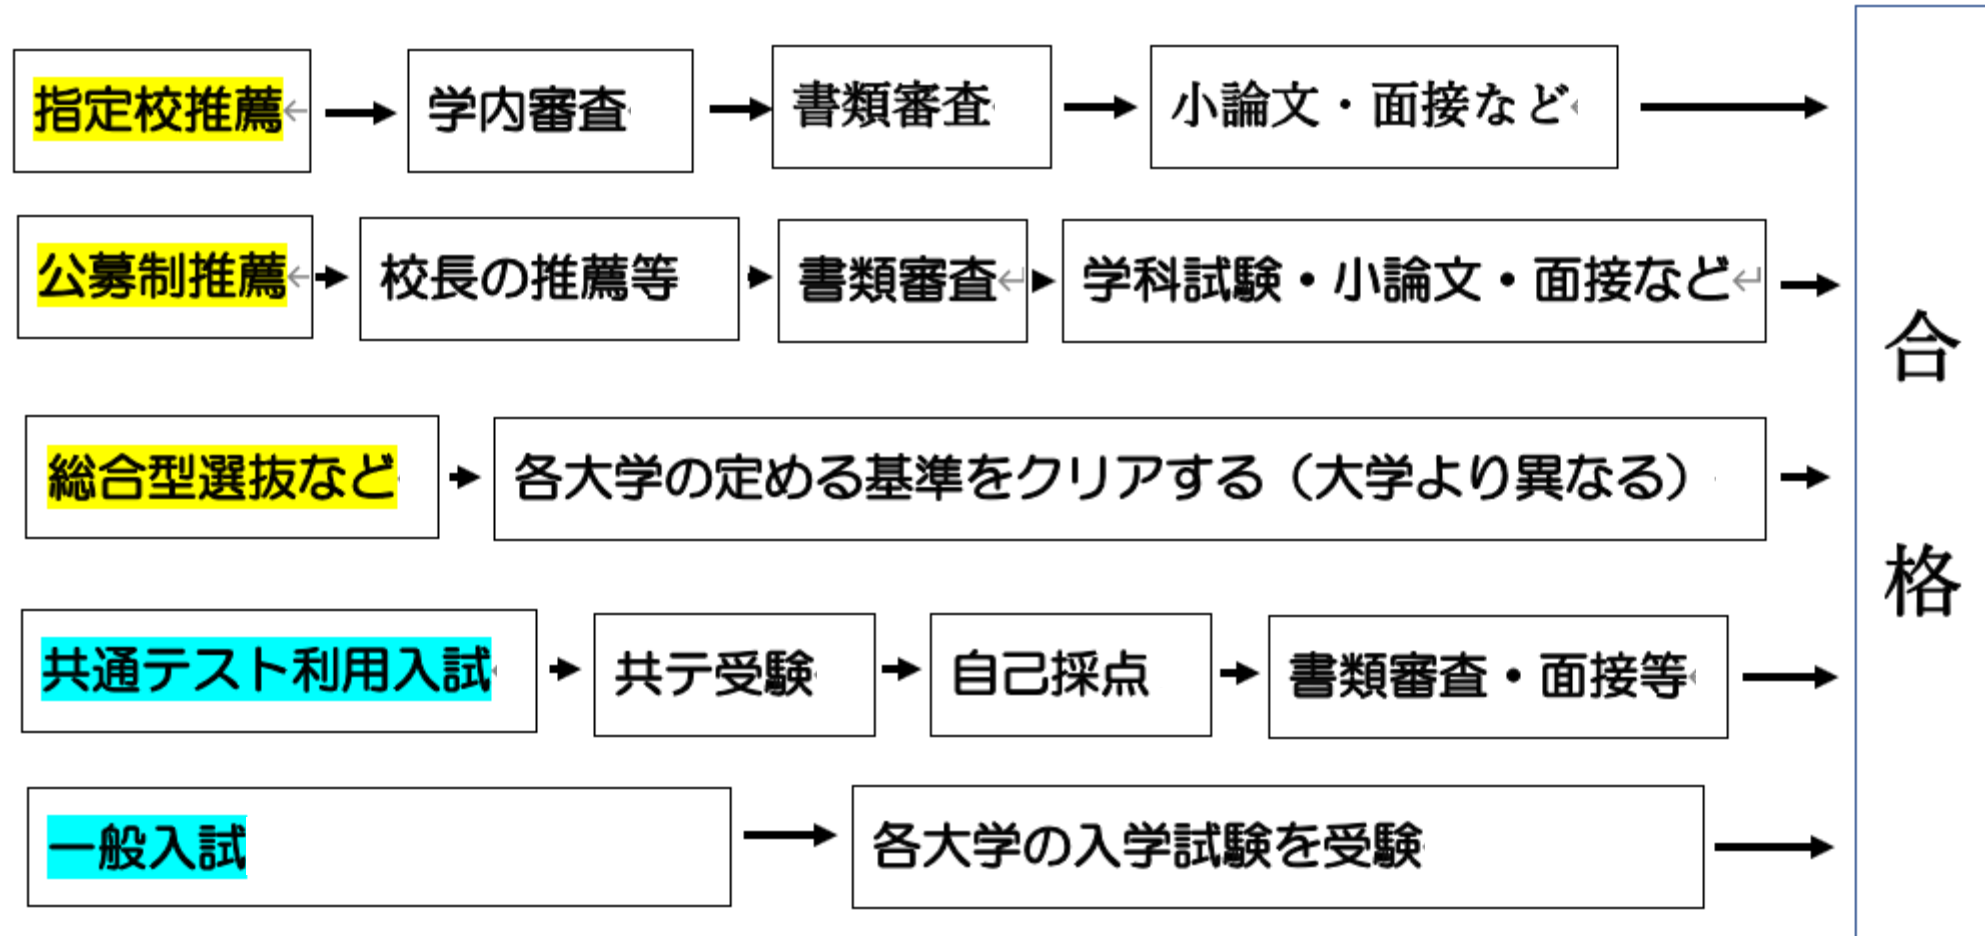 指定校推薦
学内審査
書類審査
小論文・面接など
公募制推薦
校長の推薦等
書類審査
学科試験・小論文・面接など
総合型選抜など
各大学の定める基準をクリアする（大学より異なる）
共通テスト利用入試
共テ受験
自己採点
書類審査・面接等
一般入試
各大学の入学試験を受験
合
格